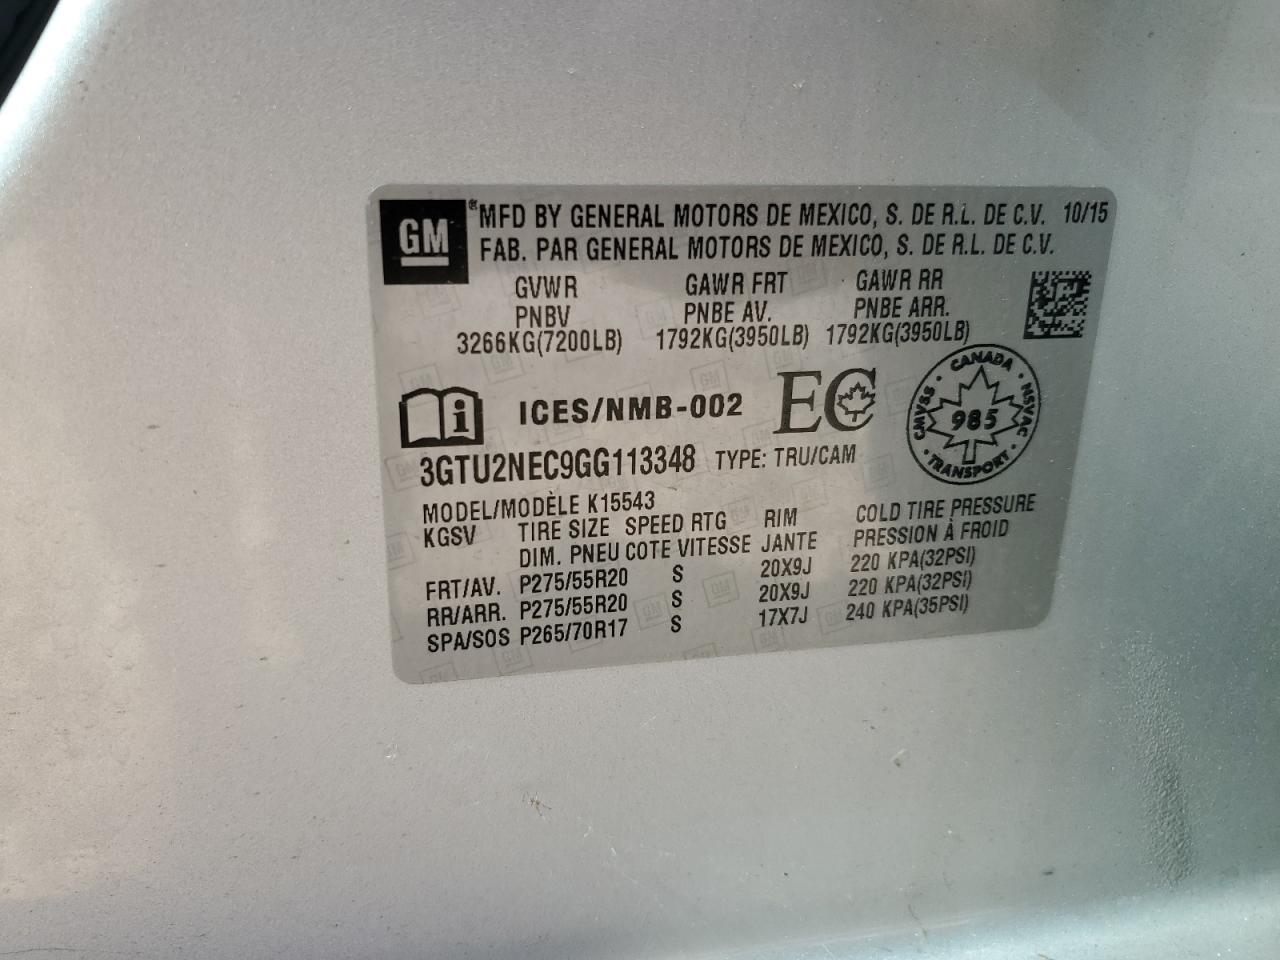 GM ® MFD BY GENERAL MOTORS DE MEXICO, S. DE R.L. DE C.V. 10/15
FAB. PAR GENERAL MOTORS DE MEXICO, S. DE R.L. DE C.V.
GVWR GAWR FRT GAWR RR
PNBV PNBE AV. PNBE ARR.
3266KG(7200LB) 1792KG(3950LB) 1792KG(3950LB)
i ICES/NMB-002 EC CANADA CMVSS NSVAC 985 TRANSPORT
3GTU2NEC9GG113348 TYPE: TRU/CAM
MODEL/MODÈLE K15543
KGSV TIRE SIZE SPEED RTG RIM COLD TIRE PRESSURE
DIM. PNEU COTE VITESSE JANTE PRESSION À FROID
FRT/AV. P275/55R20 S 20X9J 220 KPA(32PSI)
RR/ARR. P275/55R20 S 20X9J 220 KPA(32PSI)
SPA/SOS P265/70R17 S 17X7J 240 KPA(35PSI)